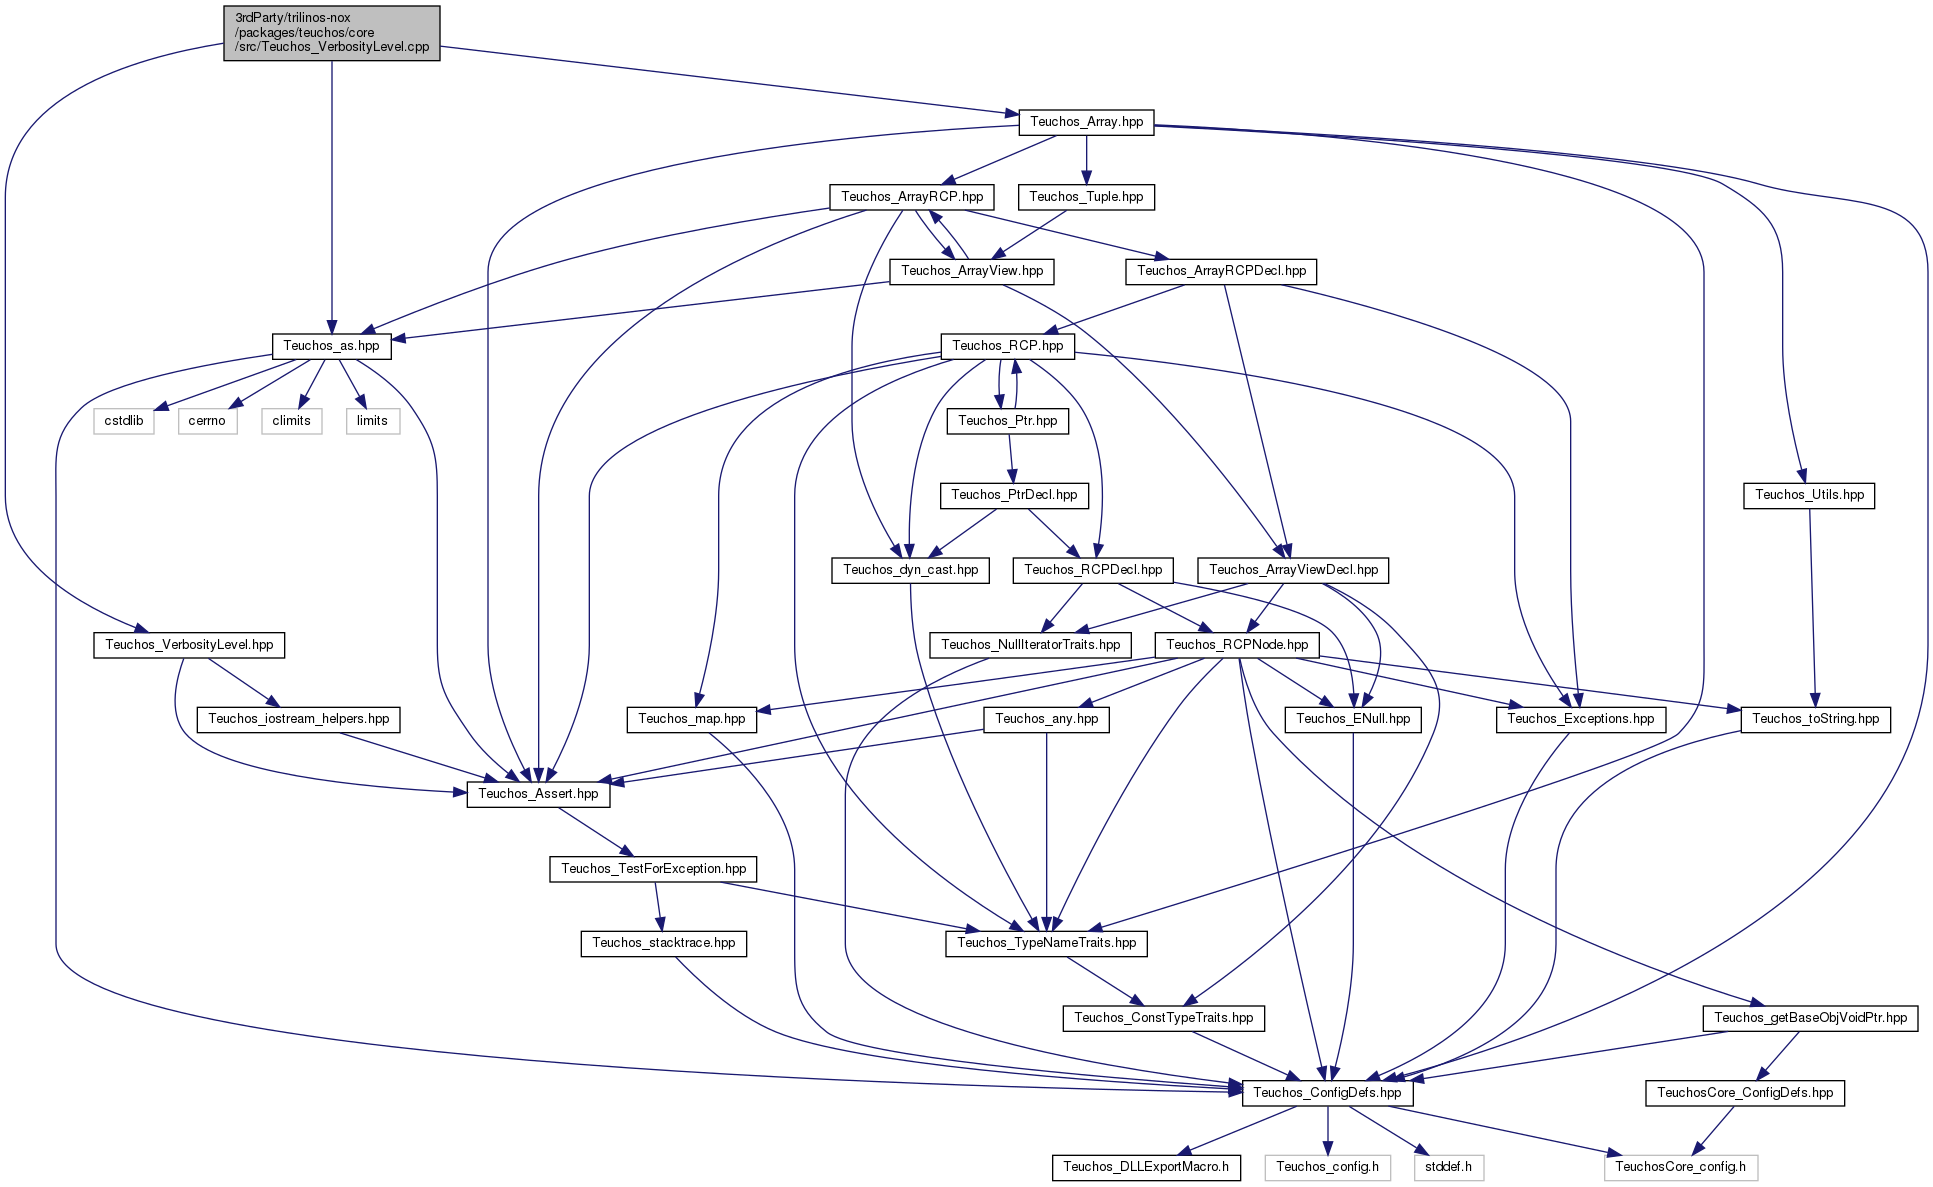 3rdParty/trilinos-nox
/packages/teuchos/core
/src/Teuchos_VerbosityLevel.cpp
Teuchos_Array.hpp
Teuchos_ArrayRCP.hpp
Teuchos_Tuple.hpp
Teuchos_ArrayView.hpp
Teuchos_ArrayRCPDecl.hpp
Teuchos_as.hpp
Teuchos_RCP.hpp
cstdlib
cerrno
climits
limits
Teuchos_Ptr.hpp
Teuchos_PtrDecl.hpp
Teuchos_Utils.hpp
Teuchos_dyn_cast.hpp
Teuchos_RCPDecl.hpp
Teuchos_ArrayViewDecl.hpp
Teuchos_VerbosityLevel.hpp
Teuchos_NullIteratorTraits.hpp
Teuchos_RCPNode.hpp
Teuchos_iostream_helpers.hpp
Teuchos_map.hpp
Teuchos_any.hpp
Teuchos_ENull.hpp
Teuchos_Exceptions.hpp
Teuchos_toString.hpp
Teuchos_Assert.hpp
Teuchos_TestForException.hpp
Teuchos_stacktrace.hpp
Teuchos_TypeNameTraits.hpp
Teuchos_ConstTypeTraits.hpp
Teuchos_getBaseObjVoidPtr.hpp
Teuchos_ConfigDefs.hpp
TeuchosCore_ConfigDefs.hpp
Teuchos_DLLExportMacro.h
Teuchos_config.h
stddef.h
TeuchosCore_config.h